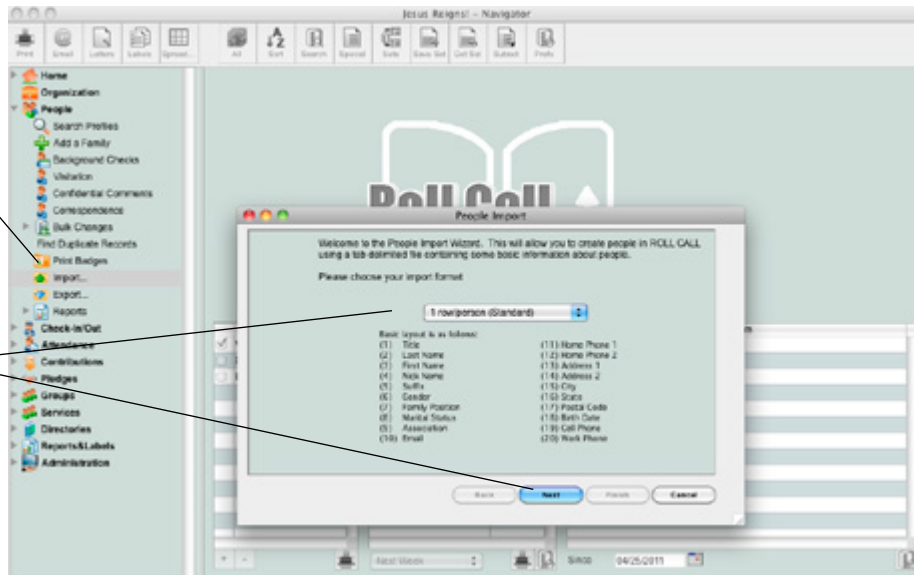 Jesus Reigns! - Navigator
Print
Email
Letters
Labels
Spread...
All
Sort
Search
Special
Sets
Save Set
Get Set
Subset
Prefs
Home
Organization
People
Search Profiles
Add a Family
Background Checks
Visitation
Confidential Comments
Correspondence
Bulk Changes
Find Duplicate Records
Print Badges
Import...
Export...
Reports
Check-In/Out
Attendance
Contributions
Pledges
Groups
Services
Directories
Reports&Labels
Administration
Roll Call
People Import
Welcome to the People Import Wizard. This will allow you to create people in ROLL CALL
using a tab delimited file containing some basic information about people.
Please choose your import format
1 row/person (Standard)
Basic layout is as follows:
(1) Title
(2) Last Name
(3) First Name
(4) Nick Name
(5) Suffix
(6) Gender
(7) Family Position
(8) Marital Status
(9) Association
(10) Email
(11) Home Phone 1
(12) Home Phone 2
(13) Address 1
(14) Address 2
(15) City
(16) State
(17) Postal Code
(18) Birth Date
(19) Cell Phone
(20) Work Phone
Back
Next
Finish
Cancel
+ -
Next Week
Since 04/25/2011